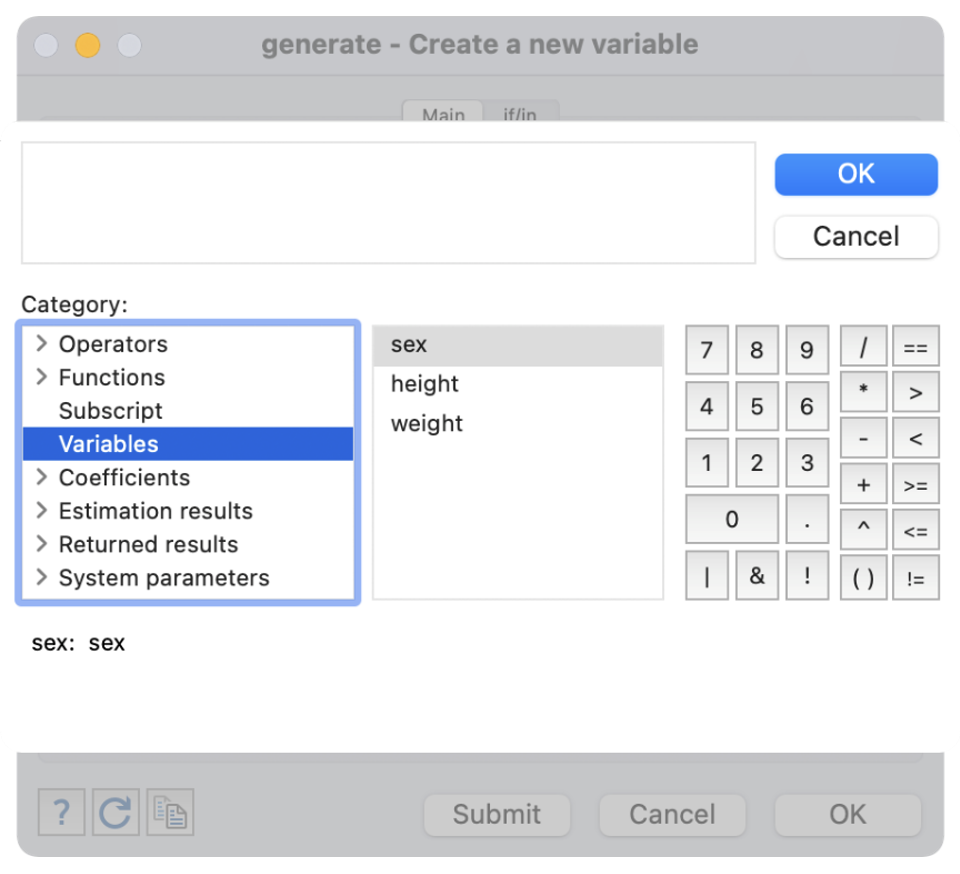 generate - Create a new variable
Main if/in
OK
Cancel
Category:
Operators
Functions
Subscript
Variables
Coefficients
Estimation results
Returned results
System parameters
sex
height
weight
7 8 9 / ==
4 5 6 * >
1 2 3 - <
+ >=
0 . ^ <=
| & ! () !=
sex: sex
? Submit Cancel OK